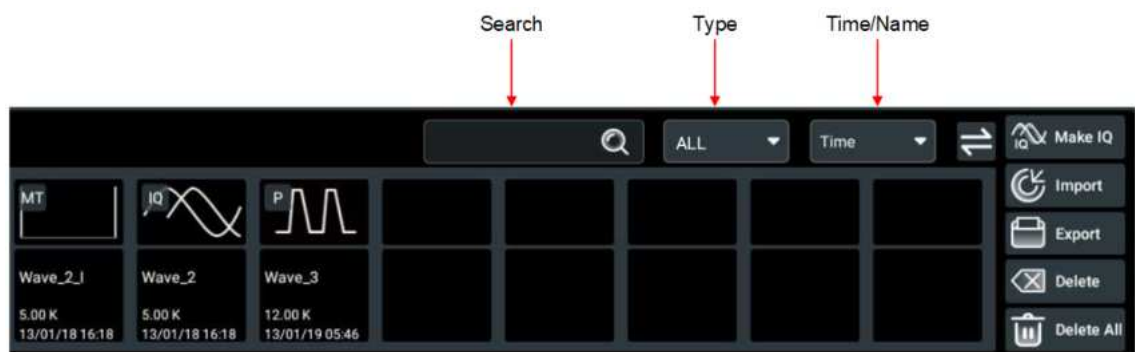 Search
Type
Time/Name
ALL
Time
IQ
Make IQ
Import
Export
Delete
Delete All
MT
IQ
P
Wave_2_I
5.00 K
13/01/18 16:18
Wave_2
5.00 K
13/01/18 16:18
Wave_3
12.00 K
13/01/19 05:46